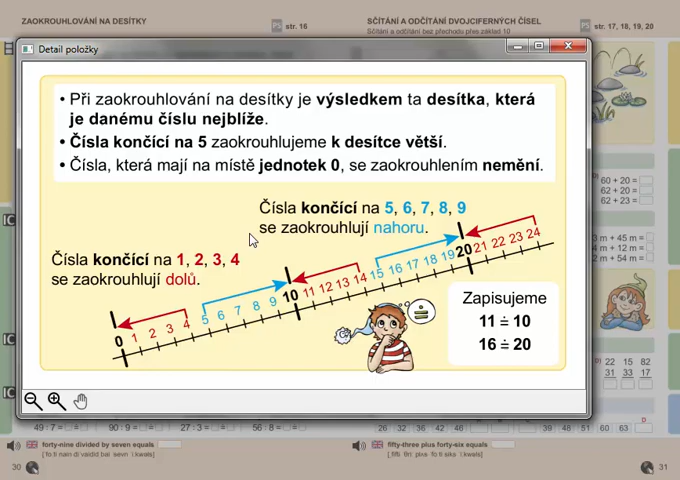 ZAOKROUHLOVÁNÍ NA DESÍTKY
str. 16
SČÍTÁNÍ A ODČÍTÁNÍ DVOJCIFERNÝCH ČÍSEL
Sčítání a odčítání bez přechodu přes základ 10
str. 17, 18, 19, 20
Detail položky
• Při zaokrouhlování na desítky je výsledkem ta desítka, která
je danému číslu nejblíže.
• Čísla končící na 5 zaokrouhlujeme k desítce větší.
• Čísla, která mají na místě jednotek 0, se zaokrouhlením nemění.
Čísla končící na 5, 6, 7, 8, 9
se zaokrouhlují nahoru.
Čísla končící na 1, 2, 3, 4
se zaokrouhlují dolů.
0 1 2 3 4 5 6 7 8 9 10 11 12 13 14 15 16 17 18 19 20 21 22 23 24
≐
Zapisujeme
11 ≐ 10
16 ≐ 20
60 + 20 =
62 + 20 =
62 + 23 =
3 m + 45 m =
4 m + 12 m =
2 m + 54 m =
22 15 82
31 33 17
49 : 7 = 90 : 9 = 27 : 3 = 56 : 8 =
26 32 36 42 48
39 48 51 60 63
forty-nine divided by seven equals
fifty-three plus forty-six equals
30
31